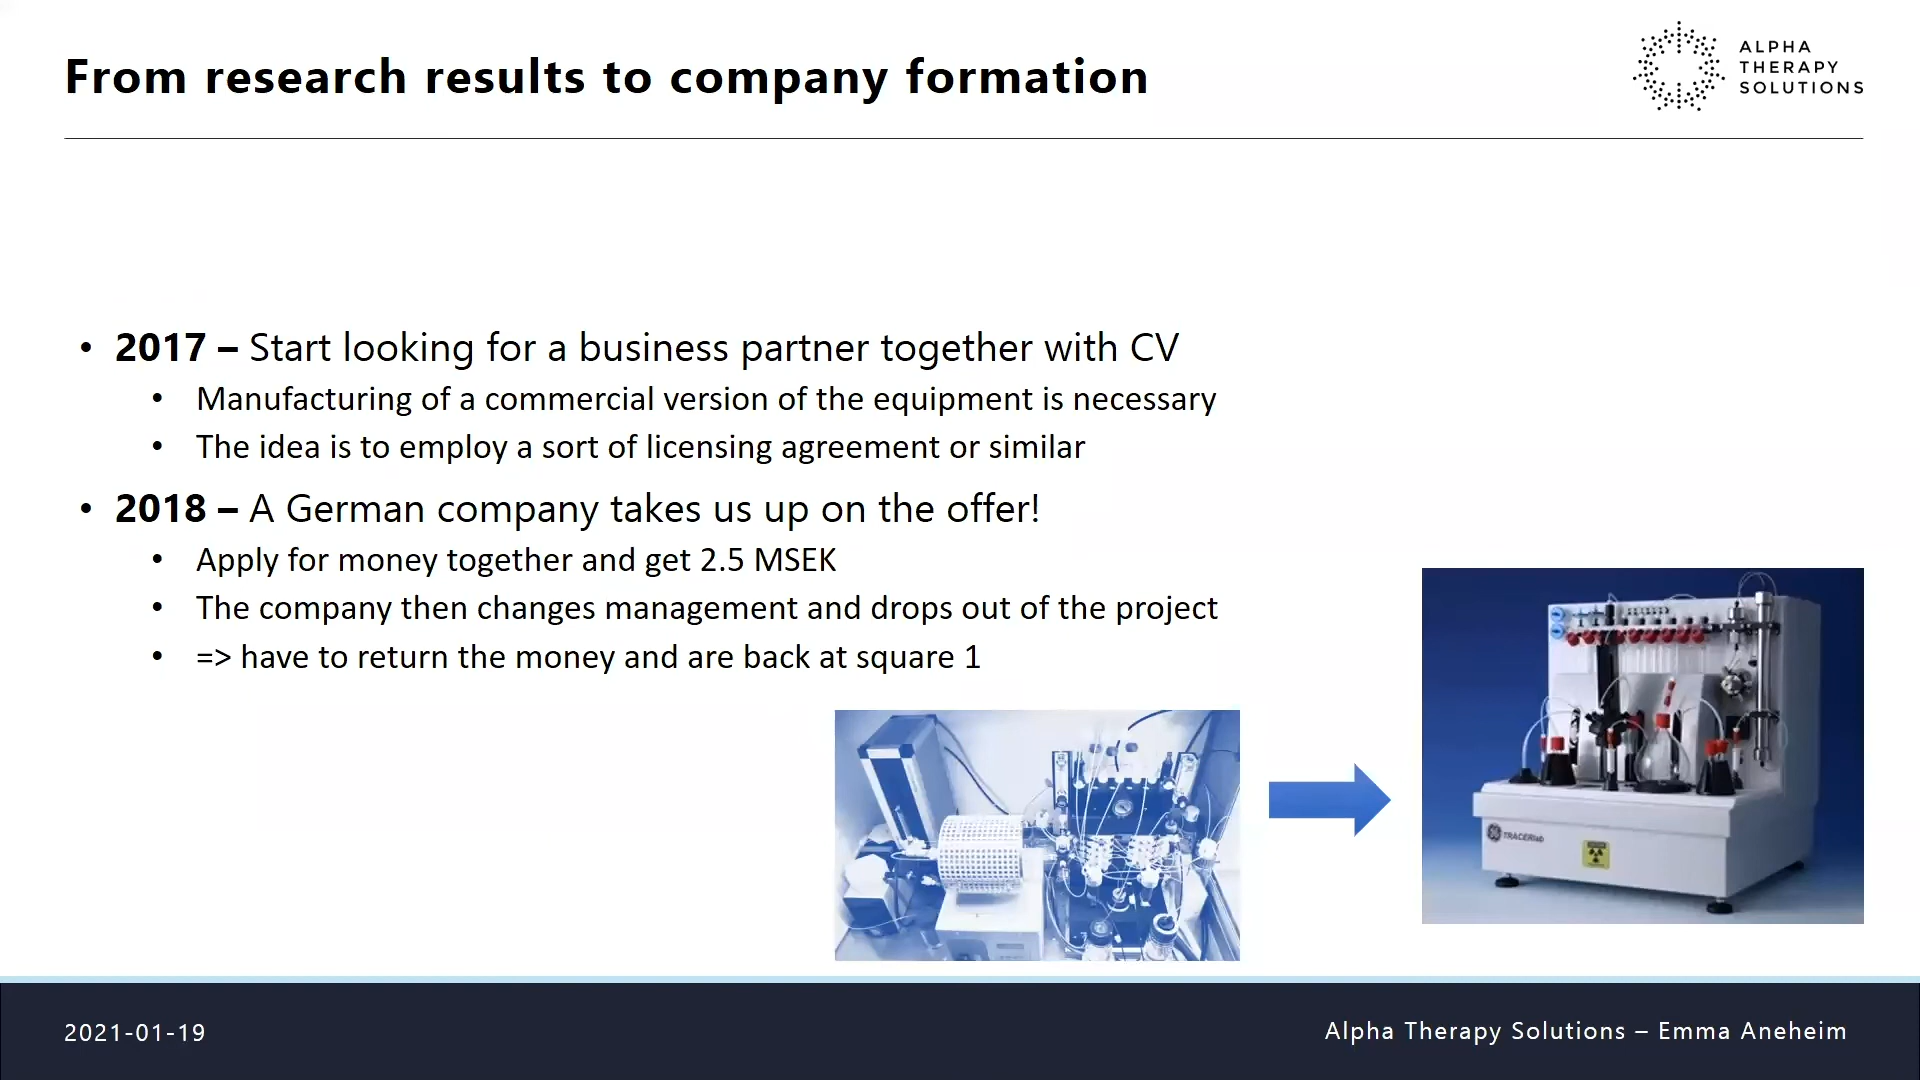 From research results to company formation
ALPHA
THERAPY
SOLUTIONS
• 2017 – Start looking for a business partner together with CV
• Manufacturing of a commercial version of the equipment is necessary
• The idea is to employ a sort of licensing agreement or similar
• 2018 – A German company takes us up on the offer!
• Apply for money together and get 2.5 MSEK
• The company then changes management and drops out of the project
• => have to return the money and are back at square 1
TRACERlab
2021-01-19
Alpha Therapy Solutions – Emma Aneheim